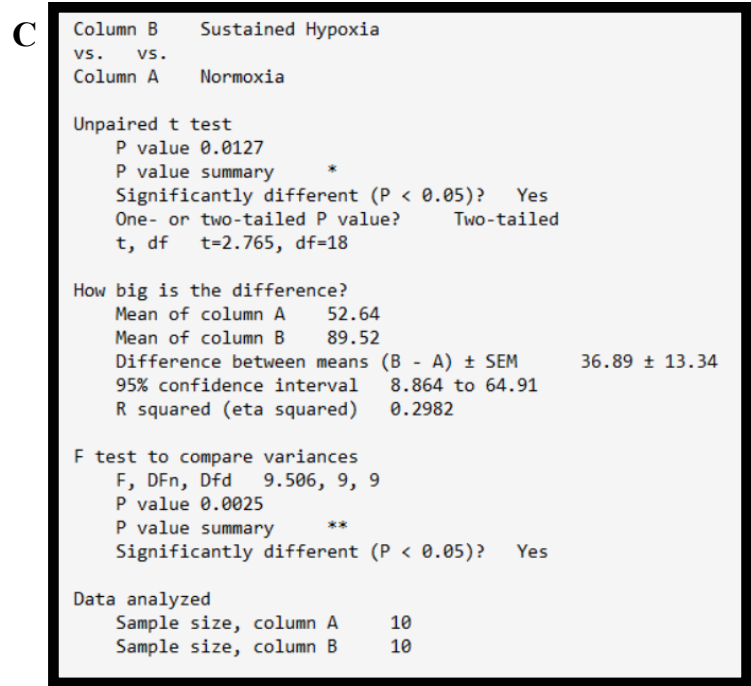 C
Column B Sustained Hypoxia
vs. vs.
Column A Normoxia
Unpaired t test
P value 0.0127
P value summary *
Significantly different (P < 0.05)? Yes
One- or two-tailed P value? Two-tailed
t, df t=2.765, df=18
How big is the difference?
Mean of column A 52.64
Mean of column B 89.52
Difference between means (B - A) ± SEM 36.89 ± 13.34
95% confidence interval 8.864 to 64.91
R squared (eta squared) 0.2982
F test to compare variances
F, DFn, Dfd 9.506, 9, 9
P value 0.0025
P value summary **
Significantly different (P < 0.05)? Yes
Data analyzed
Sample size, column A 10
Sample size, column B 10